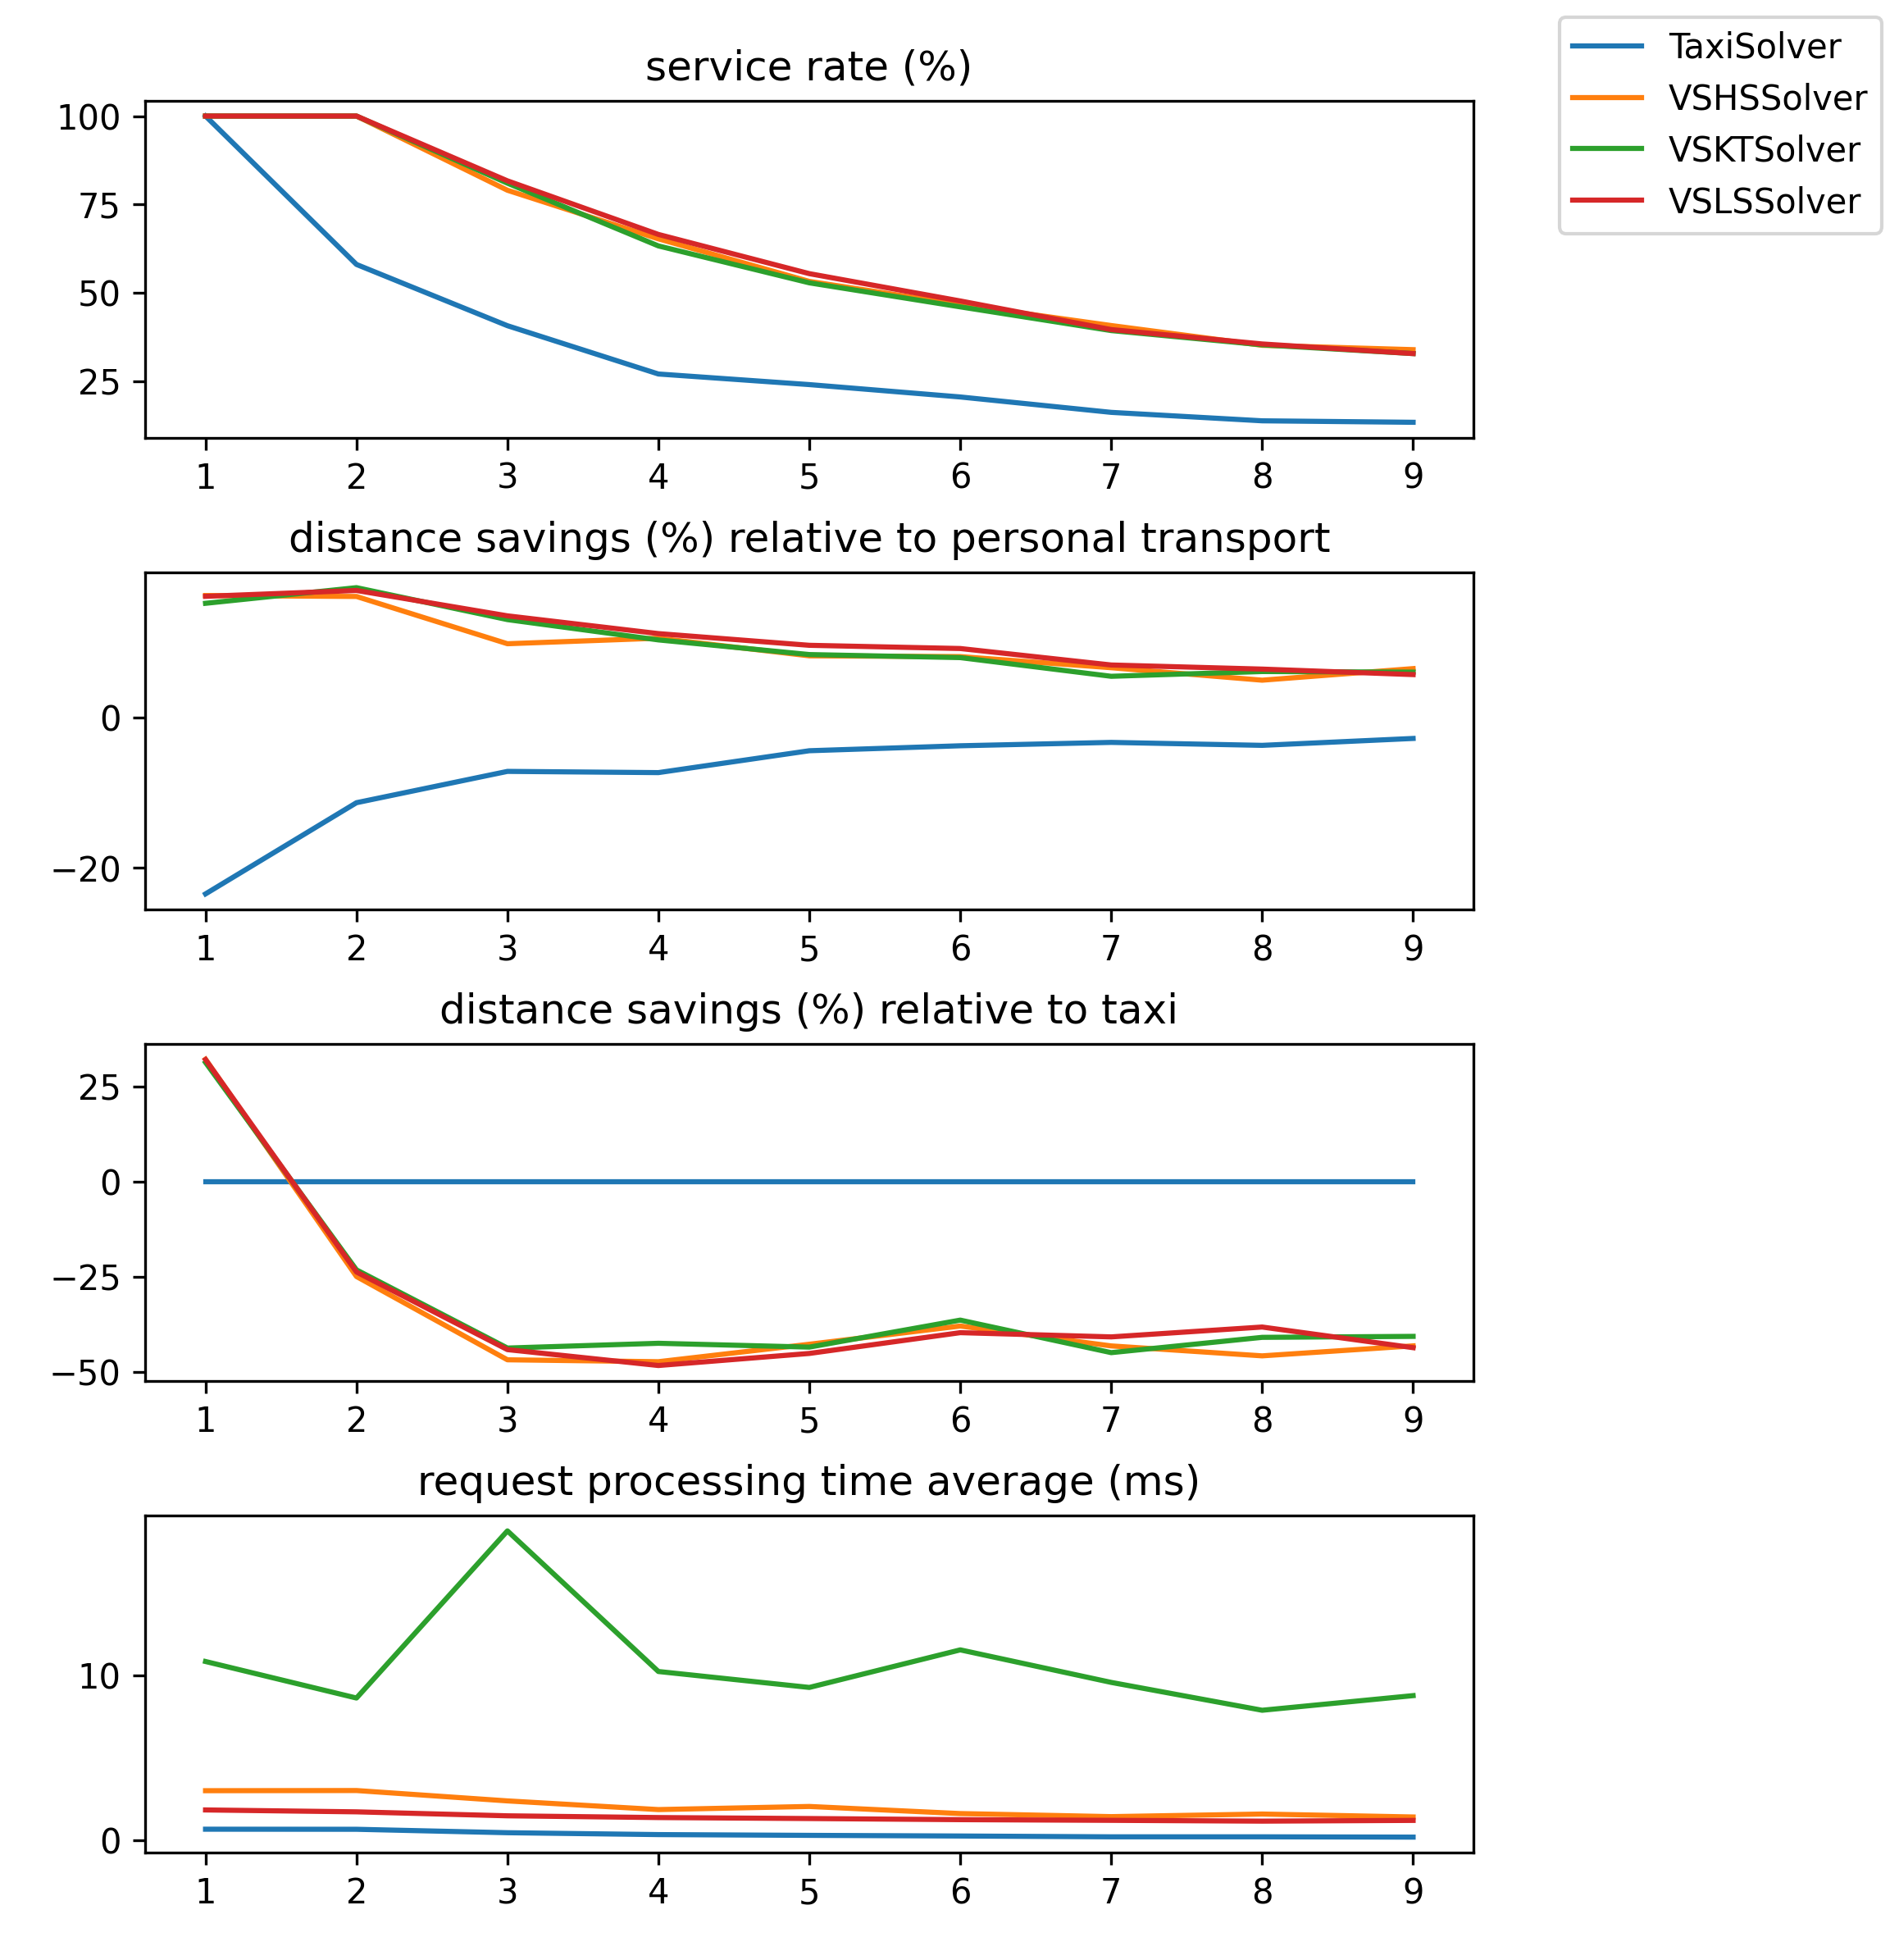 TaxiSolver
VSHSSolver
VSKTSolver
VSLSSolver
service rate (%)
100
75
50
25
1 2 3 4 5 6 7 8 9
distance savings (%) relative to personal transport
0
−20
1 2 3 4 5 6 7 8 9
distance savings (%) relative to taxi
25
0
−25
−50
1 2 3 4 5 6 7 8 9
request processing time average (ms)
10
0
1 2 3 4 5 6 7 8 9